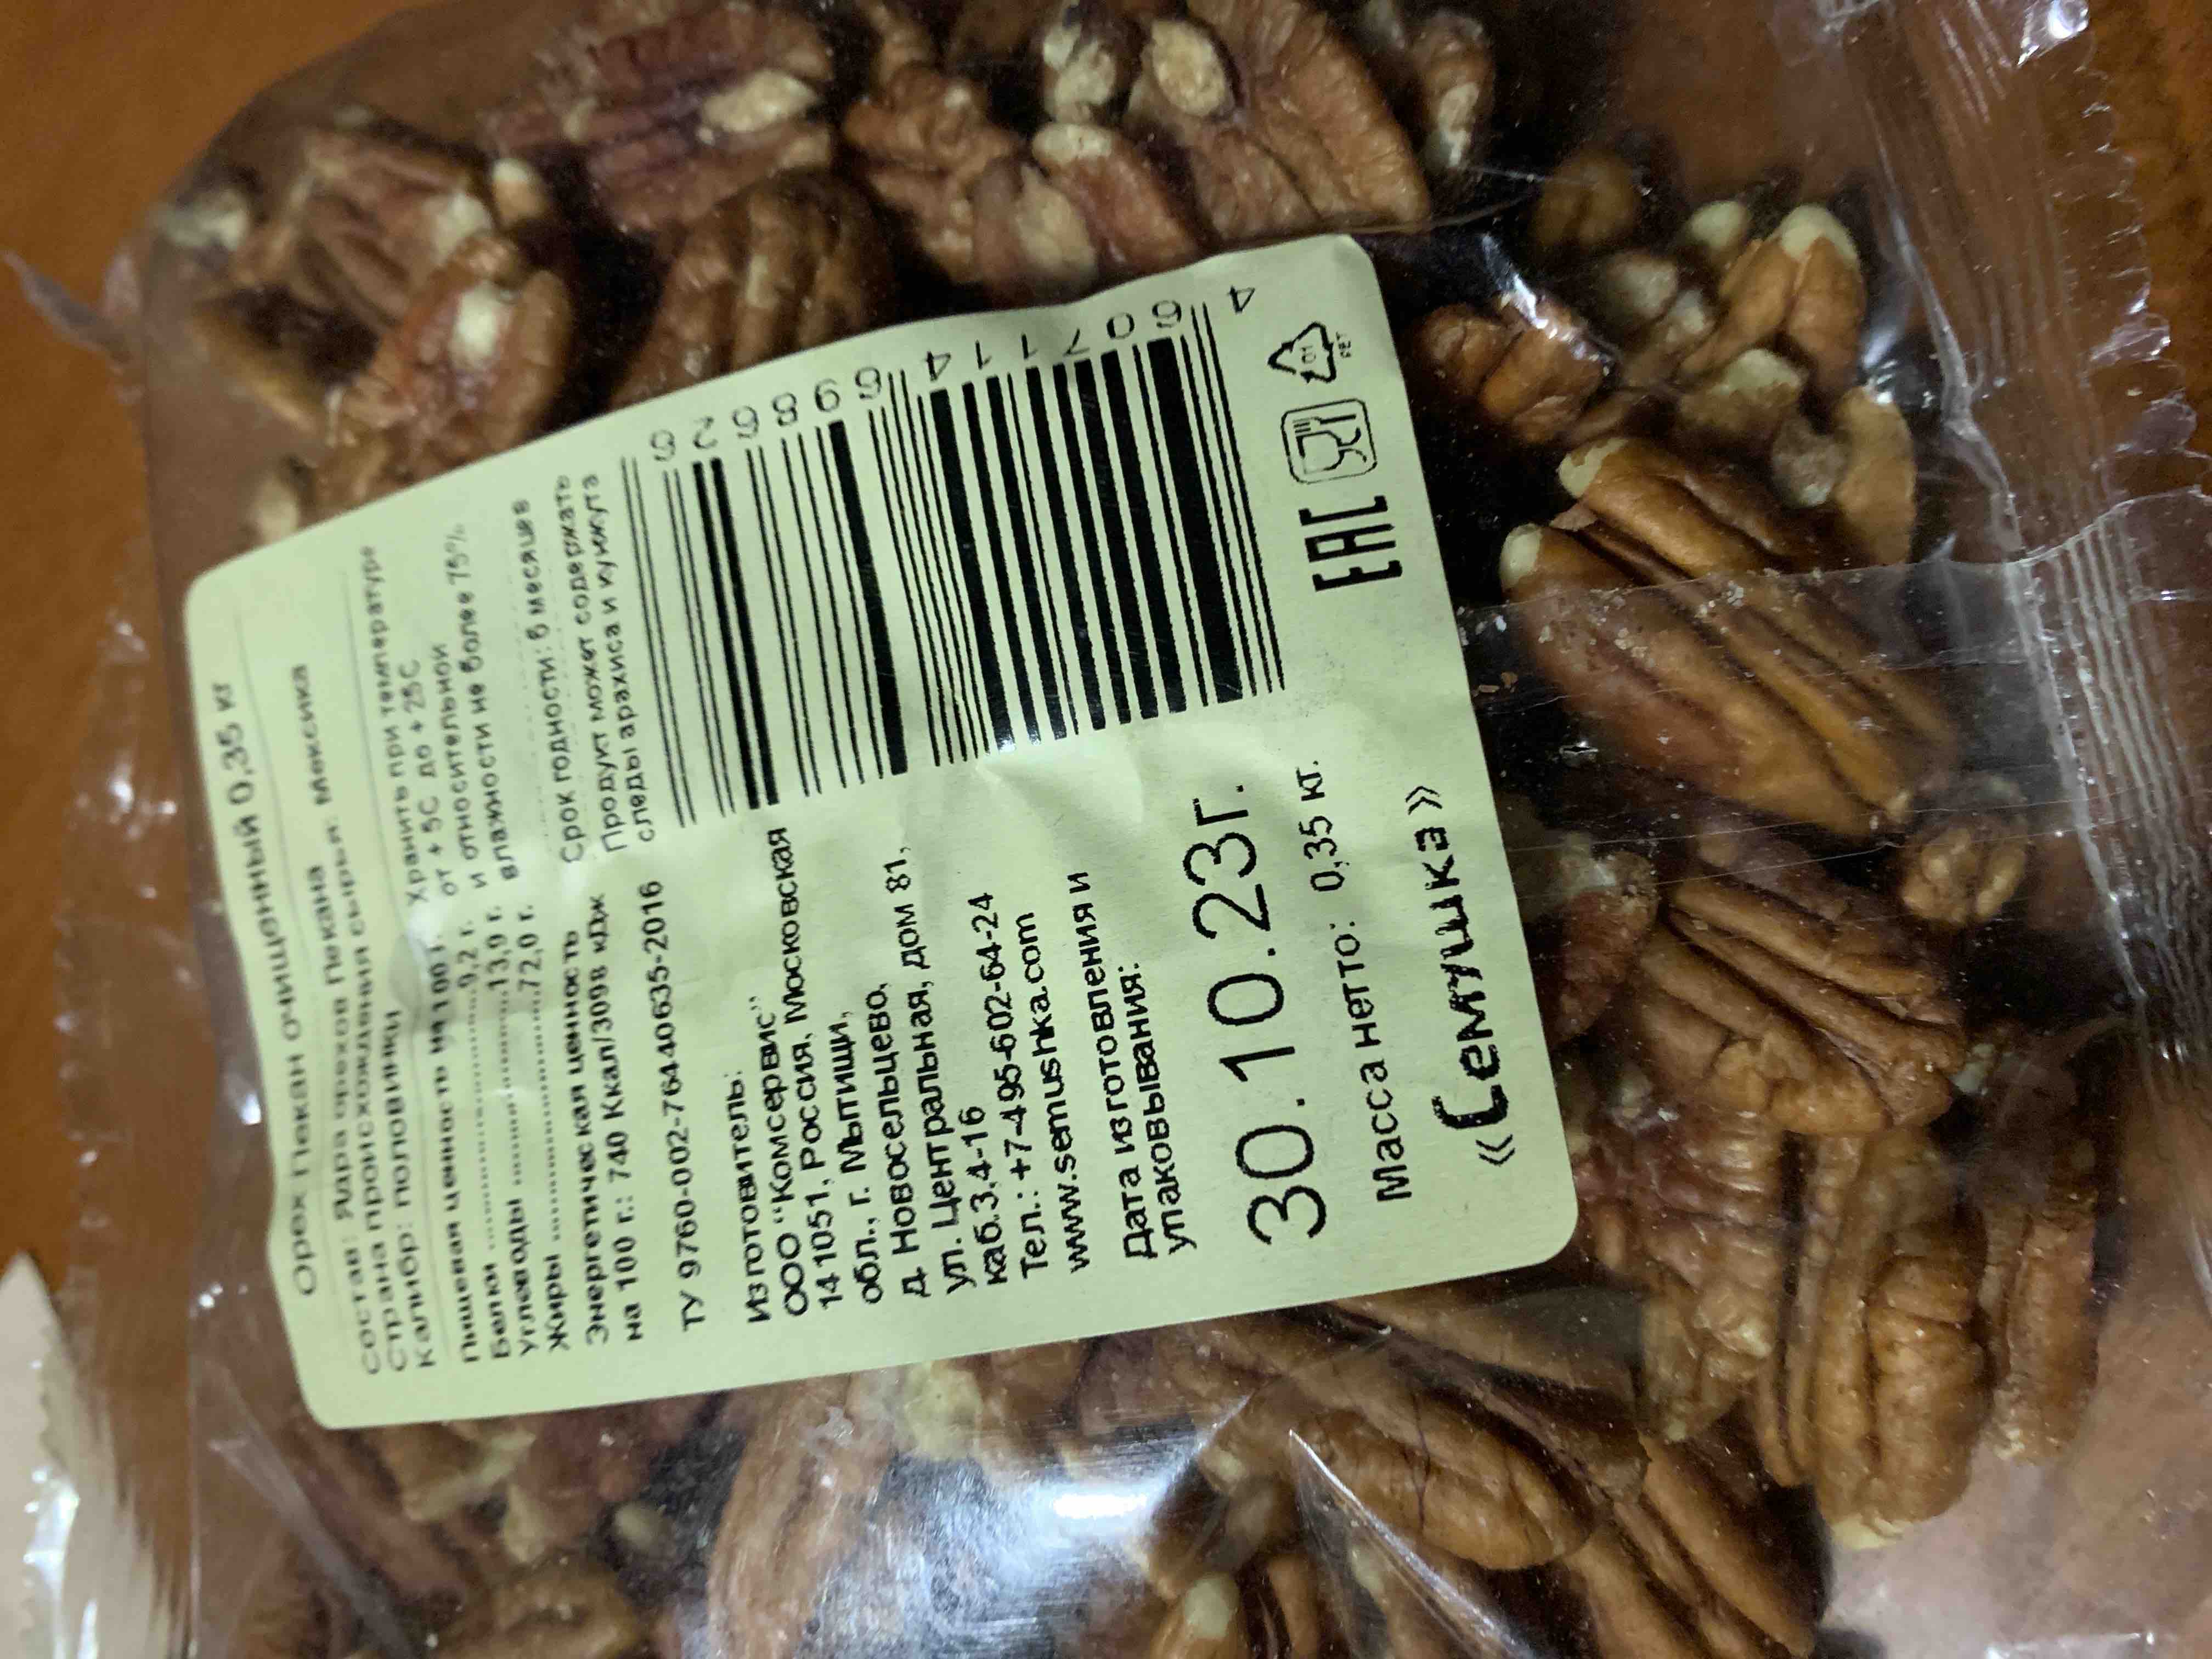 Орех Пекан очищенный 0,35 кг
Состав: Ядра орехов Пекана
Страна происхождения сырья: Мексика
Калибр: половинки
Пищевая ценность на 100 г.
Белки ..............9,2 г.
Углеводы ..............13,9 г.
Жиры ..............72,0 г.
Энергетическая ценность
на 100 г.: 740 Ккал/3098 кДж
Хранить при температуре
от + 5С до + 25С
и относительной
влажности не более 75%
Срок годности: 6 месяцев
Продукт может содержать
следы арахиса и кунжута
ТУ 9760-002-76440635-2016
Изготовитель:
ООО "Комсервис"
141051, Россия, Московская
обл., г. Мытищи,
д. Новосельцево,
ул. Центральная, дом 81,
каб.3,4-16
Тел.: +7-495-602-64-24
www.semushka.com
Дата изготовления и
упаковывания:
30.10.23г.
Масса нетто: 0,35 кг.
«Семушка»
EAC
01
PET